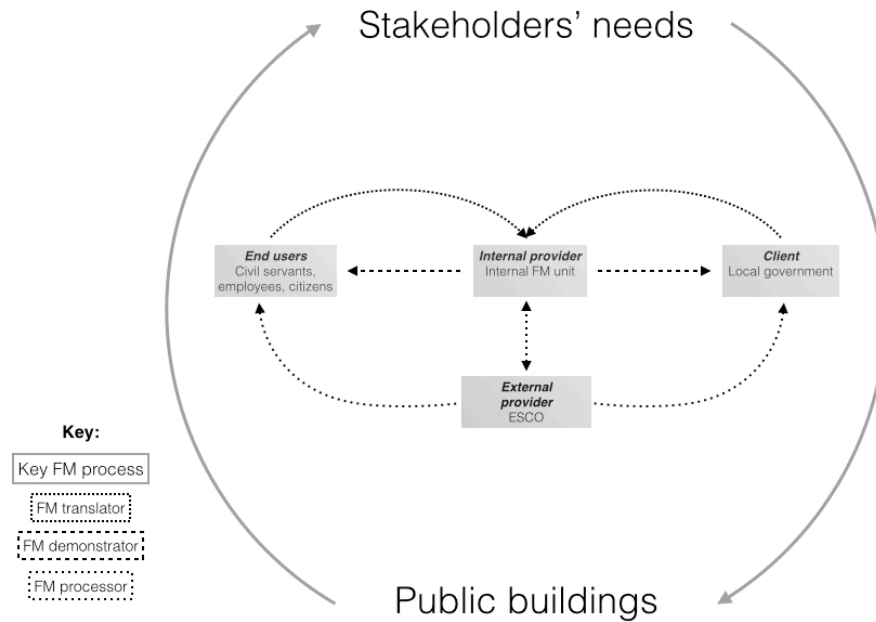 Stakeholders' needs
End users
Civil servants,
employees, citizens
Internal provider
Internal FM unit
Client
Local government
External
provider
ESCO
Key:
Key FM process
FM translator
FM demonstrator
FM processor
Public buildings